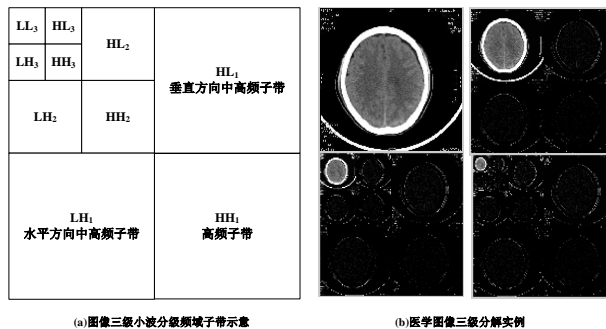 LL3 HL3
HL2
LH3 HH3
HL1
垂直方向中高频子带
LH2 HH2
LH1
水平方向中高频子带
HH1
高频子带
(a)图像三级小波分级频域子带示意
(b)医学图像三级分解实例